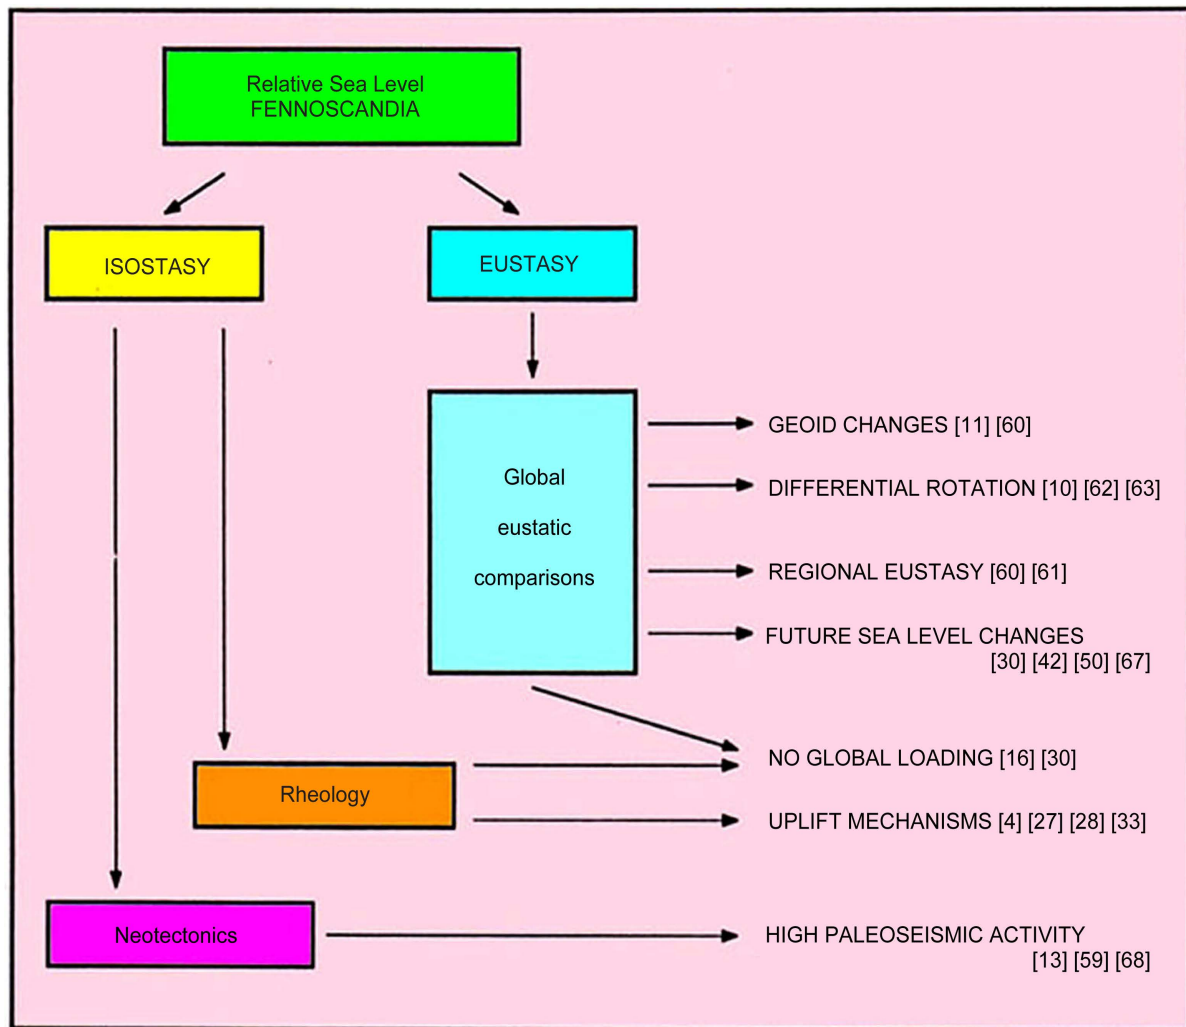 Relative Sea Level
FENNOSCANDIA
ISOSTASY
EUSTASY
Global
eustatic
comparisons
GEOID CHANGES [11] [60]
DIFFERENTIAL ROTATION [10] [62] [63]
REGIONAL EUSTASY [60] [61]
FUTURE SEA LEVEL CHANGES
[30] [42] [50] [67]
NO GLOBAL LOADING [16] [30]
Rheology
UPLIFT MECHANISMS [4] [27] [28] [33]
Neotectonics
HIGH PALEOSEISMIC ACTIVITY
[13] [59] [68]